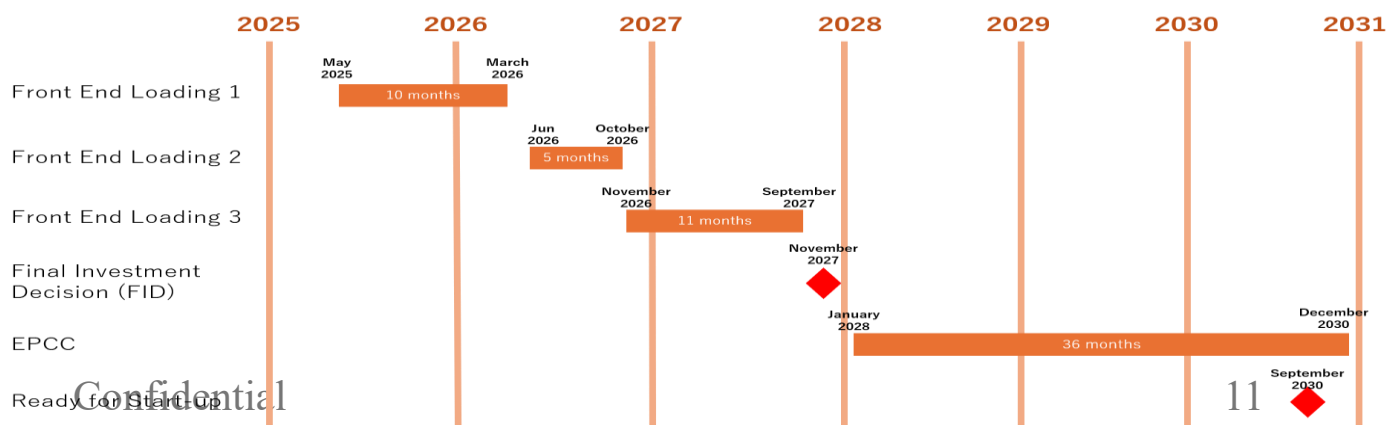 2025 2026 2027 2028 2029 2030 2031
May
2025
March
2026
Front End Loading 1
10 months
Jun
2026
October
2026
Front End Loading 2
5 months
November
2026
September
2027
Front End Loading 3
11 months
November
2027
Final Investment
Decision (FID)
January
2028
December
2030
EPCC
36 months
September
2030
Ready for Start-up
Confidential
11